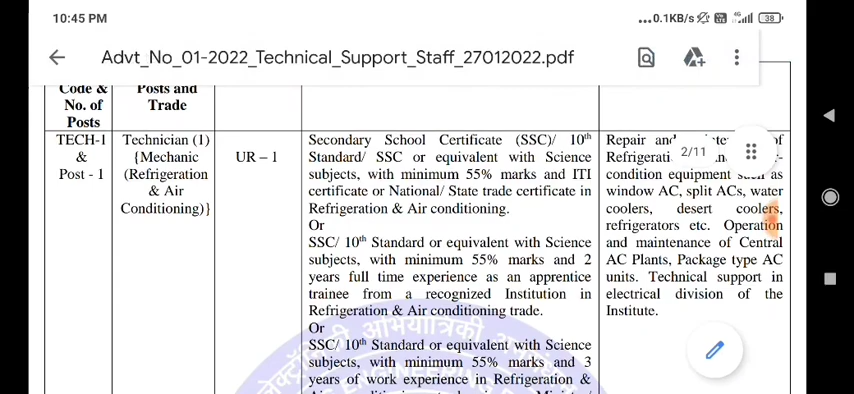 10:45 PM
...0.1KB/s 4G 38
Advt_No_01-2022_Technical_Support_Staff_27012022.pdf
Code & No. of Posts
Posts and Trade
TECH-1 & Post - 1
Technician (1) {Mechanic (Refrigeration & Air Conditioning)}
UR – 1
Secondary School Certificate (SSC)/ 10th
Standard/ SSC or equivalent with Science
subjects, with minimum 55% marks and ITI
certificate or National/ State trade certificate in
Refrigeration & Air conditioning.
Or
SSC/ 10th Standard or equivalent with Science
subjects, with minimum 55% marks and 2
years full time experience as an apprentice
trainee from a recognized Institution in
Refrigeration & Air conditioning trade.
Or
SSC/ 10th Standard or equivalent with Science
subjects, with minimum 55% marks and 3
years of work experience in Refrigeration &
Repair of
Refrigerati
condition equipment such as
window AC, split ACs, water
coolers, desert coolers,
refrigerators etc. Operation
and maintenance of Central
AC Plants, Package type AC
units. Technical support in
electrical division of the
Institute.
2/11
अभियांत्रिकी